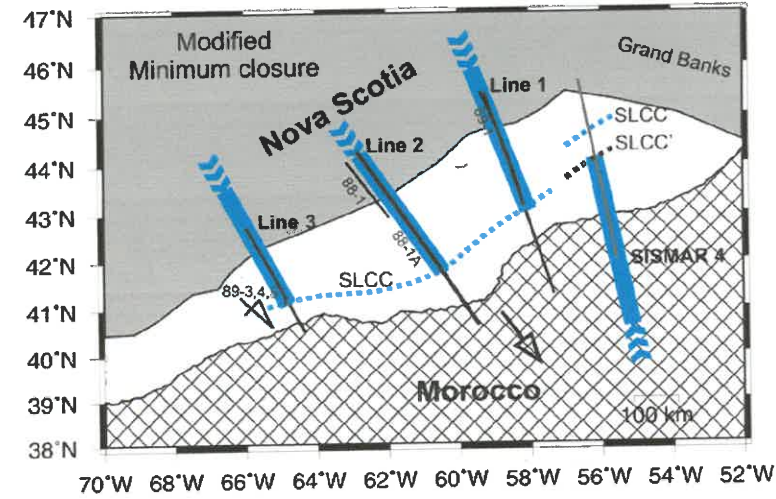 47°N
46°N
45°N
44°N
43°N
42°N
41°N
40°N
39°N
38°N
Modified
Minimum closure
Grand Banks
Nova Scotia
Line 1
89-1
SLCC
SLCC'
Line 2
88-1
88-1A
Line 3
SLCC
89-3,4,
SISMAR 4
Morocco
100 km
70°W 68°W 66°W 64°W 62°W 60°W 58°W 56°W 54°W 52°W